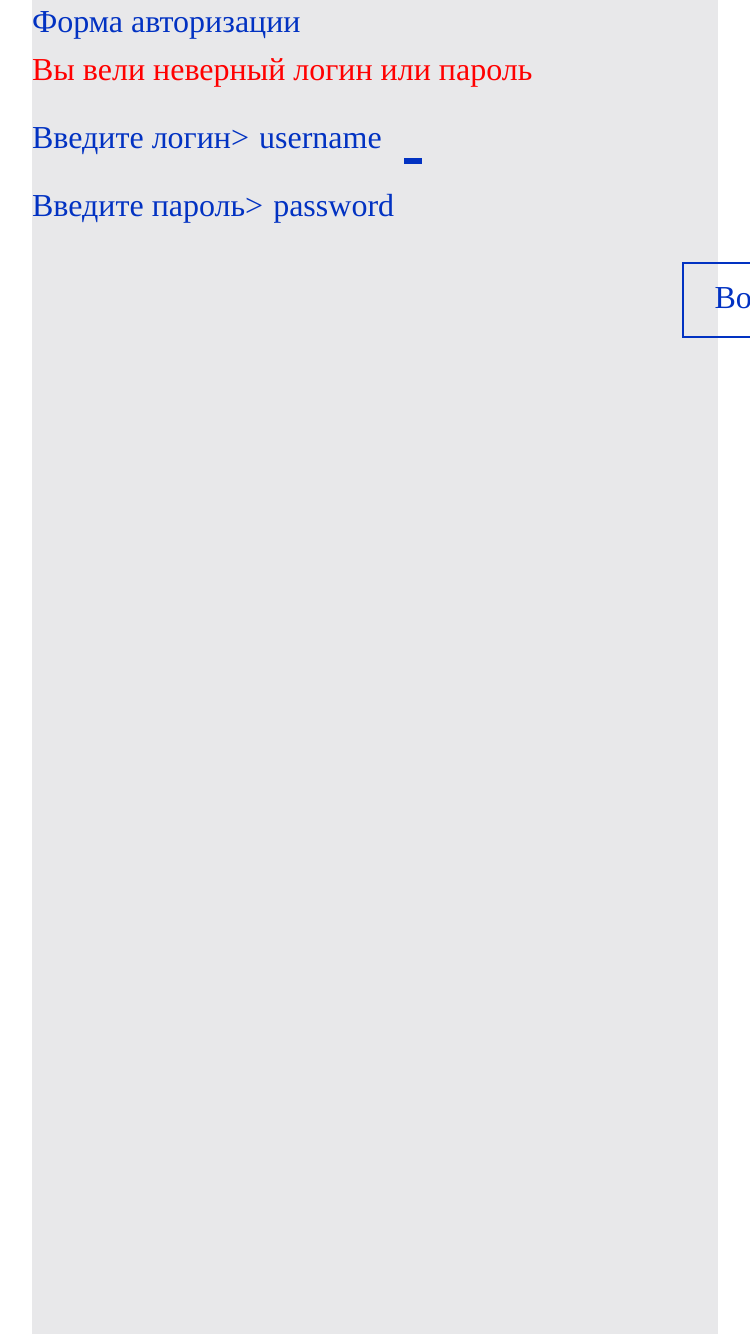 Форма авторизации
Вы вели неверный логин или пароль
Введите логин> username
Введите пароль> password
Во